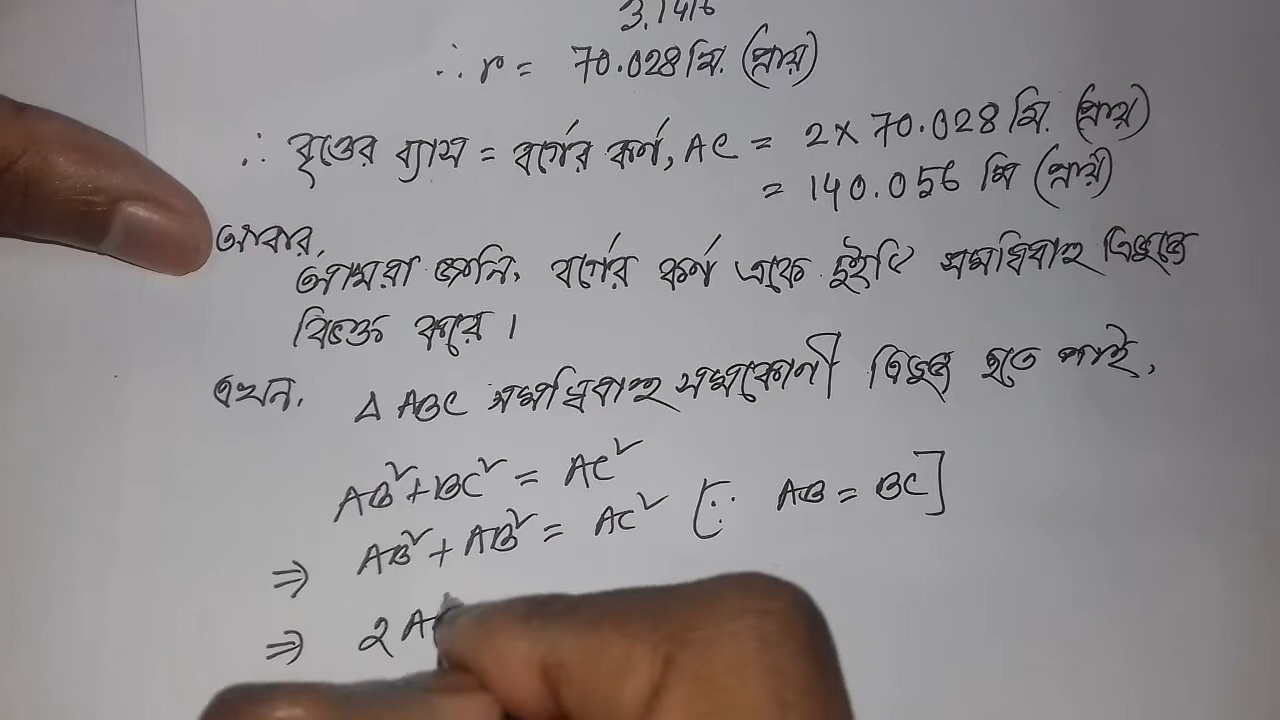 3.1416
∴ r = 70.028 মি. (প্রায়)
∴ বৃত্তের ব্যাস = বর্গের কর্ণ, AC = 2 × 70.028 মি. (প্রায়)
= 140.056 মি (প্রায়)
আবার,
আমরা জানি, বর্গের কর্ণ একে দুইটি সমদ্বিবাহু ত্রিভুজে
বিভক্ত করে।
এখন, Δ ABC সমদ্বিবাহু সমকোনী ত্রিভুজ হতে পাই,
AB² + BC² = AC²
⇒ AB² + AB² = AC² [∵ AB = BC]
⇒ 2 A